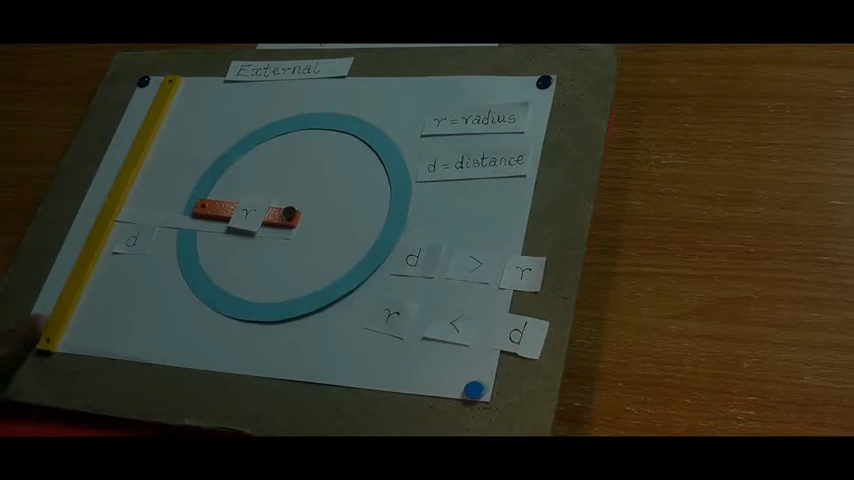 External
r = radius
d = distance
r
d
d > r
r < d